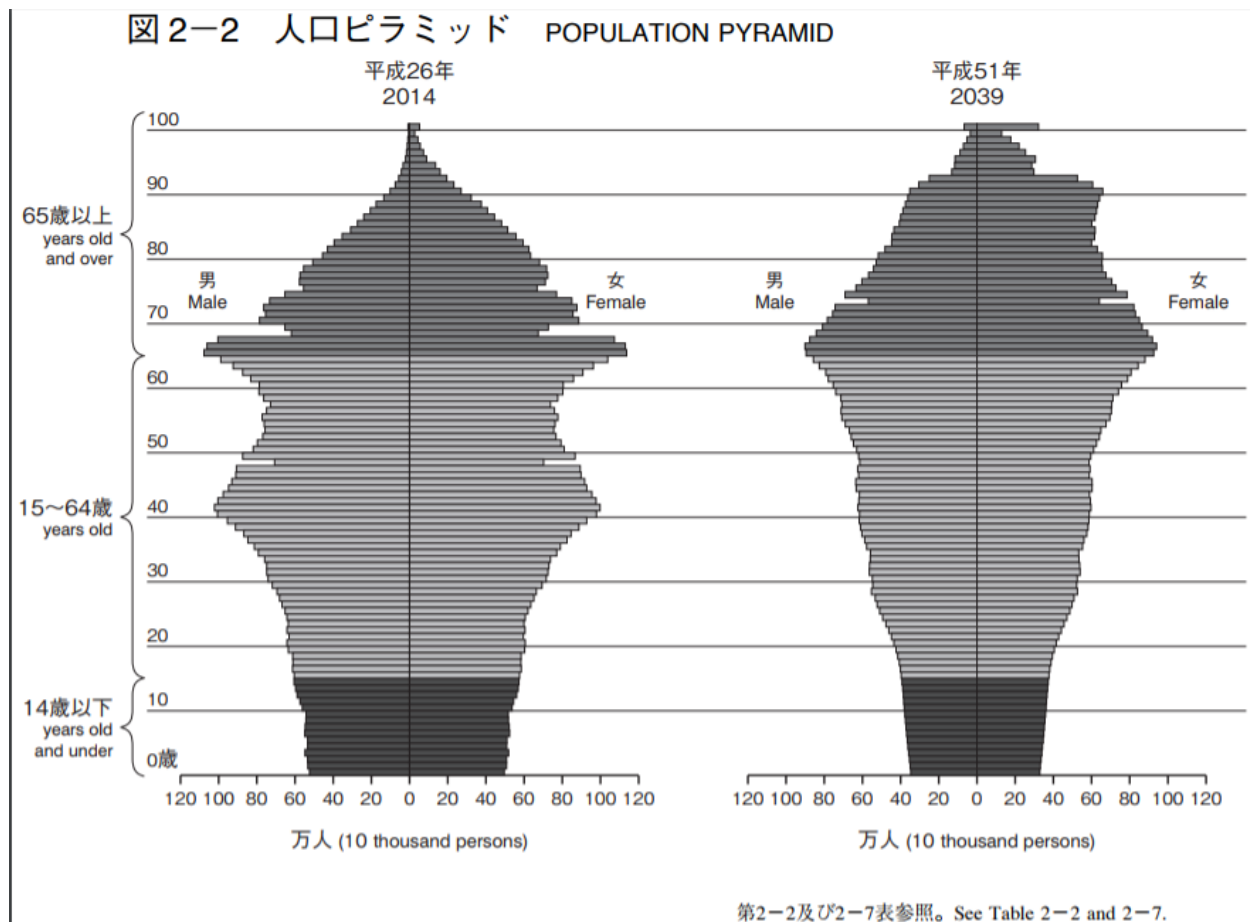 図2－2　人口ピラミッド　POPULATION PYRAMID
平成26年
2014
100
90
80
70
60
50
40
30
20
10
0歳
65歳以上
years old
and over
15〜64歳
years old
14歳以下
years old
and under
男
Male
女
Female
120 100 80 60 40 20 0 20 40 60 80 100 120
万人 (10 thousand persons)
平成51年
2039
男
Male
女
Female
120 100 80 60 40 20 0 20 40 60 80 100 120
万人 (10 thousand persons)
第2－2及び2－7表参照。See Table 2－2 and 2－7.